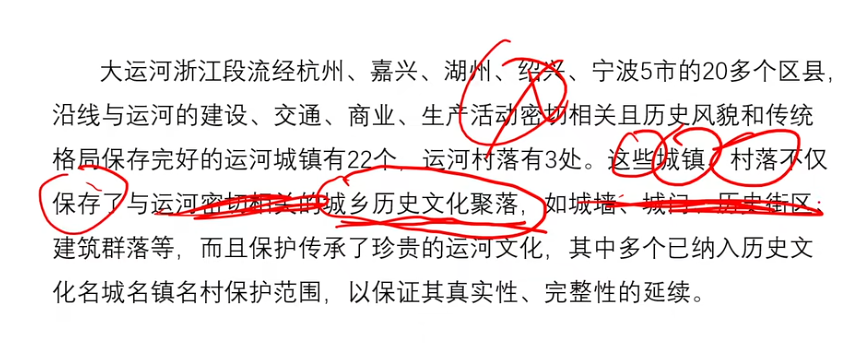 大运河浙江段流经杭州、嘉兴、湖州、绍兴、宁波5市的20多个区县，
沿线与运河的建设、交通、商业、生产活动密切相关且历史风貌和传统
格局保存完好的运河城镇有22个，运河村落有3处。这些城镇、村落不仅
保存了与运河密切相关的城乡历史文化聚落，如城墙、城门、历史街区、
建筑群落等，而且保护传承了珍贵的运河文化，其中多个已纳入历史文
化名城名镇名村保护范围，以保证其真实性、完整性的延续。